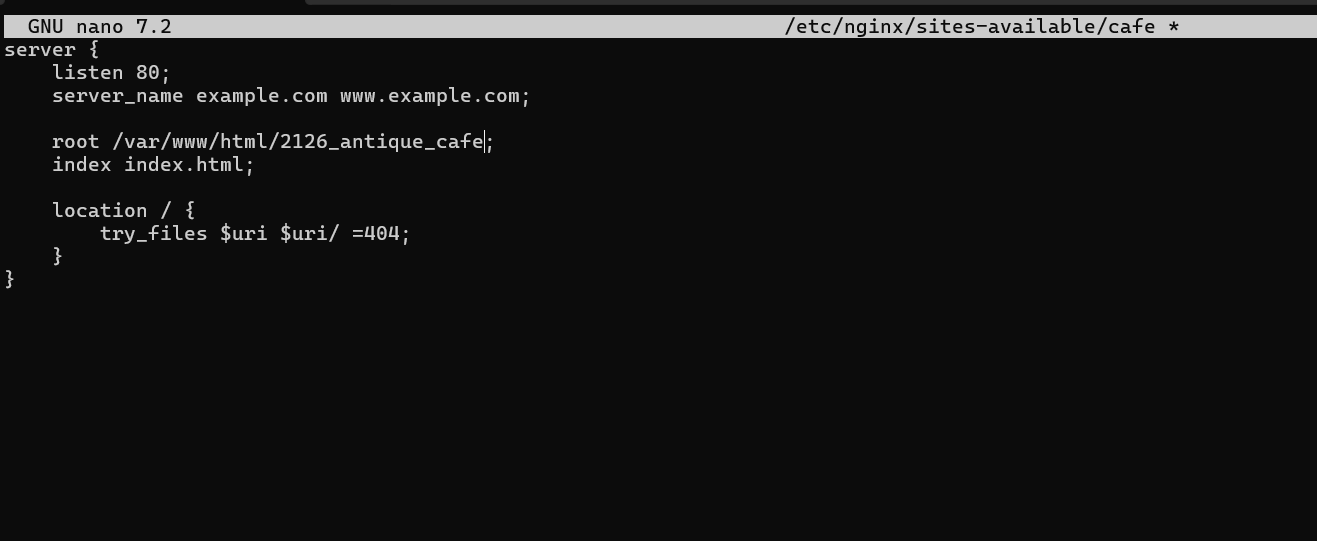 GNU nano 7.2 /etc/nginx/sites-available/cafe *
server {
    listen 80;
    server_name example.com www.example.com;

    root /var/www/html/2126_antique_cafe;
    index index.html;

    location / {
        try_files $uri $uri/ =404;
    }
}